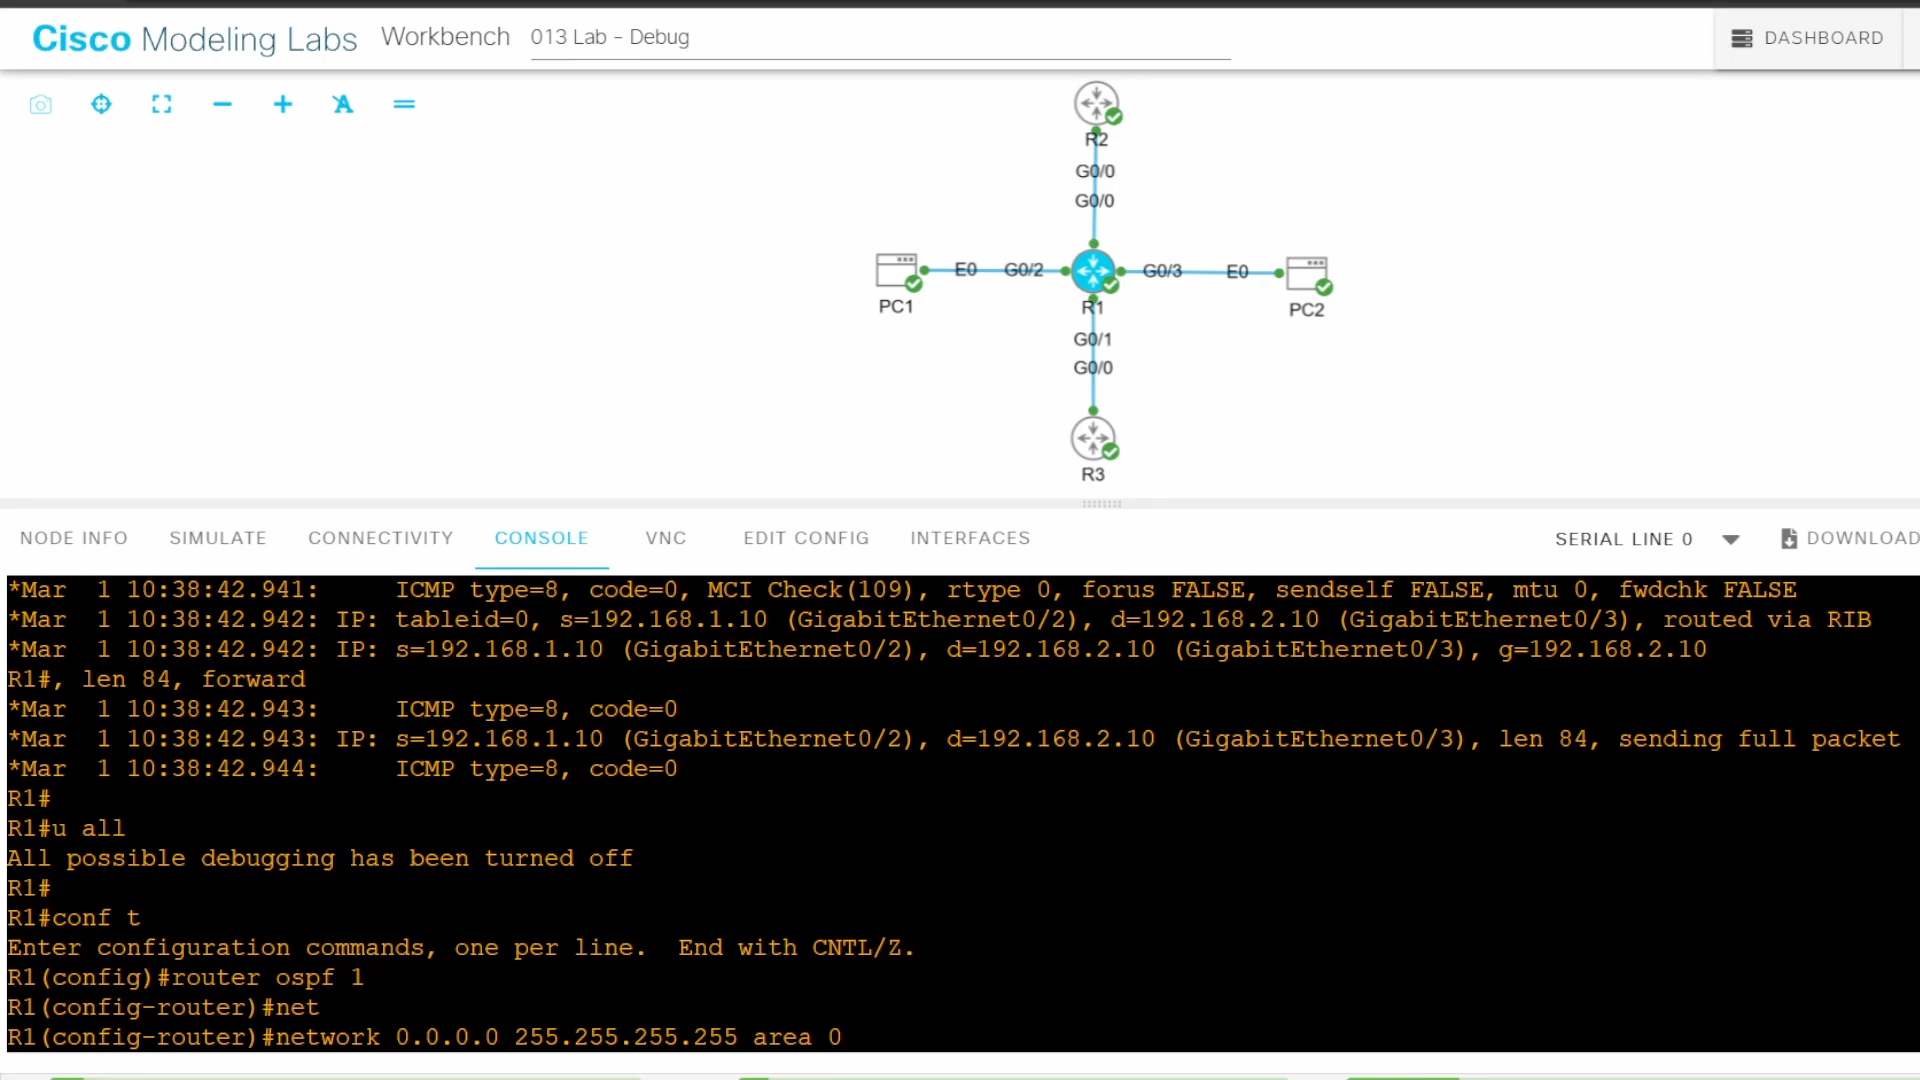 Cisco Modeling Labs Workbench 013 Lab - Debug DASHBOARD
R2
G0/0
G0/0
E0 G0/2 G0/3 E0
PC1 R1 PC2
G0/1
G0/0
R3
NODE INFO SIMULATE CONNECTIVITY CONSOLE VNC EDIT CONFIG INTERFACES SERIAL LINE 0 DOWNLOAD
*Mar  1 10:38:42.941:     ICMP type=8, code=0, MCI Check(109), rtype 0, forus FALSE, sendself FALSE, mtu 0, fwdchk FALSE
*Mar  1 10:38:42.942: IP: tableid=0, s=192.168.1.10 (GigabitEthernet0/2), d=192.168.2.10 (GigabitEthernet0/3), routed via RIB
*Mar  1 10:38:42.942: IP: s=192.168.1.10 (GigabitEthernet0/2), d=192.168.2.10 (GigabitEthernet0/3), g=192.168.2.10
R1#, len 84, forward
*Mar  1 10:38:42.943:     ICMP type=8, code=0
*Mar  1 10:38:42.943: IP: s=192.168.1.10 (GigabitEthernet0/2), d=192.168.2.10 (GigabitEthernet0/3), len 84, sending full packet
*Mar  1 10:38:42.944:     ICMP type=8, code=0
R1#
R1#u all
All possible debugging has been turned off
R1#
R1#conf t
Enter configuration commands, one per line.  End with CNTL/Z.
R1(config)#router ospf 1
R1(config-router)#net
R1(config-router)#network 0.0.0.0 255.255.255.255 area 0